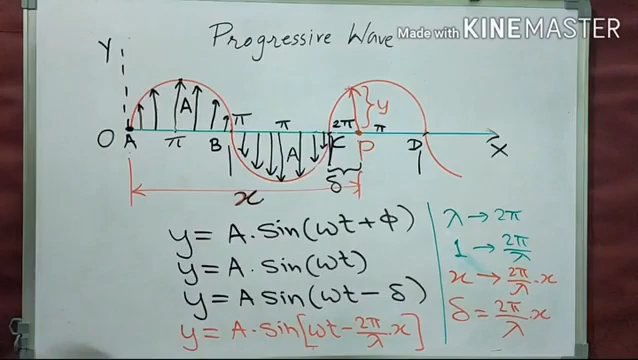 Progressive Wave
Made with KINEMASTER
Y
A
A
y
O
A
π
B
π
π
A
2π
C
P
π
D
X
δ
x
y = A. sin(ωt + ϕ)
y = A. sin(ωt)
y = A sin(ωt - δ)
y = A. sin[ωt - 2π/λ x]
λ → 2π
1 → 2π/λ
x → 2π/λ . x
δ = 2π/λ . x